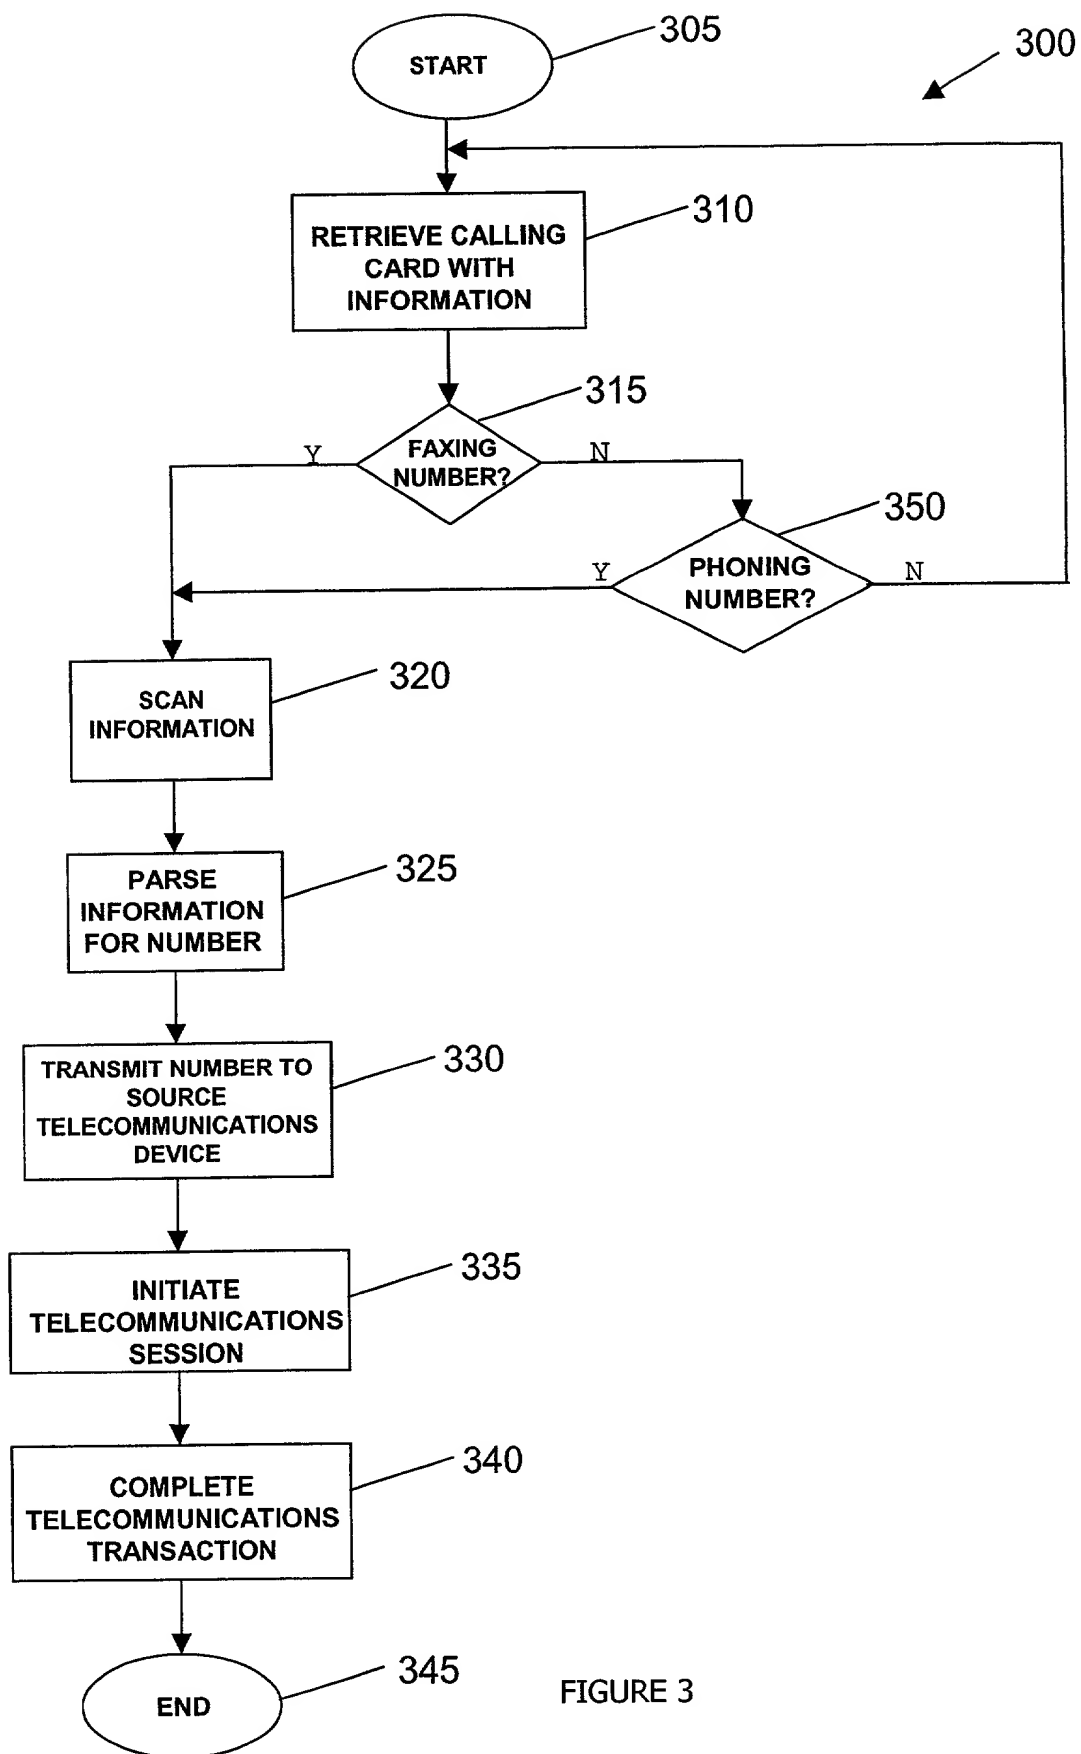 305
START
300
310
RETRIEVE CALLING
CARD WITH
INFORMATION
315
Y
FAXING
NUMBER?
N
350
Y
PHONING
NUMBER?
N
320
SCAN
INFORMATION
325
PARSE
INFORMATION
FOR NUMBER
330
TRANSMIT NUMBER TO
SOURCE
TELECOMMUNICATIONS
DEVICE
335
INITIATE
TELECOMMUNICATIONS
SESSION
340
COMPLETE
TELECOMMUNICATIONS
TRANSACTION
345
END
FIGURE 3